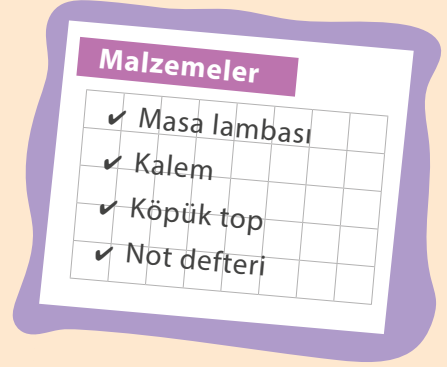 Malzemeler
✔ Masa lambası
✔ Kalem
✔ Köpük top
✔ Not defteri